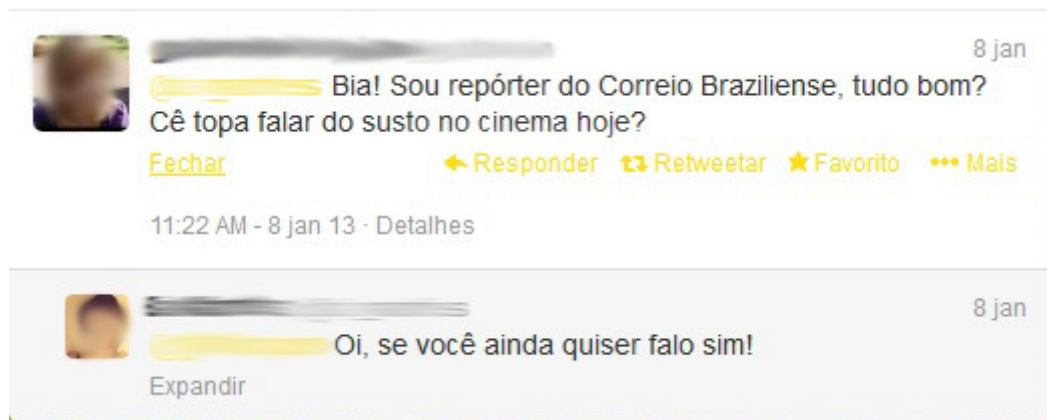 8 jan
Bia! Sou repórter do Correio Braziliense, tudo bom?
Cê topa falar do susto no cinema hoje?
Fechar Responder Retweetar Favorito Mais
11:22 AM - 8 jan 13 · Detalhes
8 jan
Oi, se você ainda quiser falo sim!
Expandir